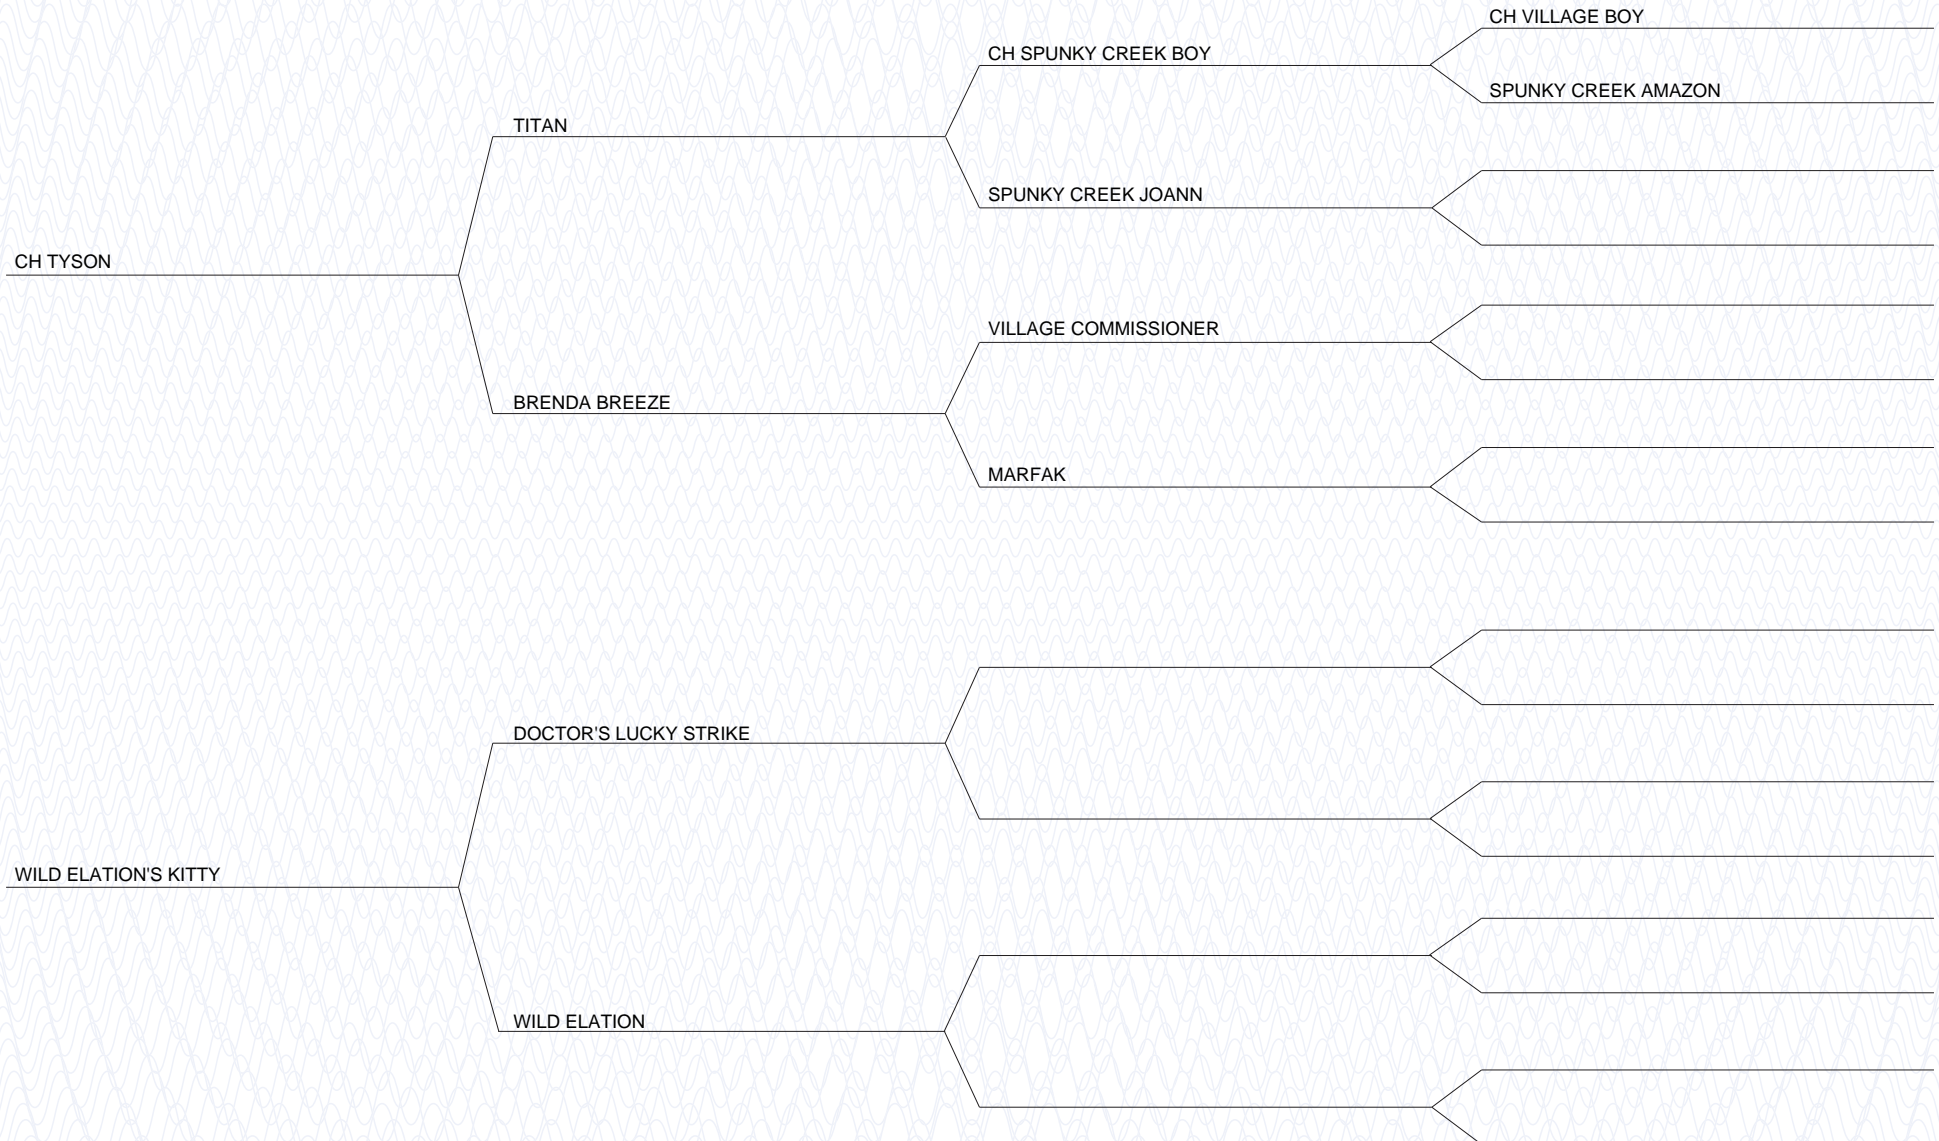 CH VILLAGE BOY
CH SPUNKY CREEK BOY
SPUNKY CREEK AMAZON
TITAN
SPUNKY CREEK JOANN
CH TYSON
VILLAGE COMMISSIONER
BRENDA BREEZE
MARFAK
DOCTOR'S LUCKY STRIKE
WILD ELATION'S KITTY
WILD ELATION